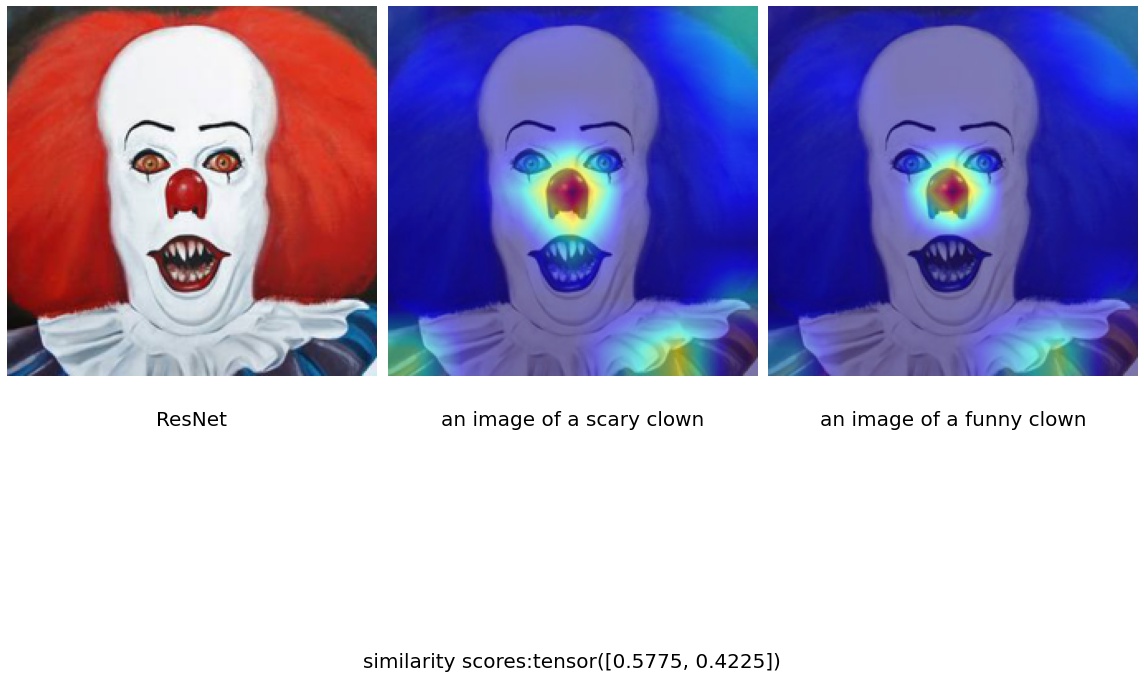 ResNet
an image of a scary clown
an image of a funny clown
similarity scores:tensor([0.5775, 0.4225])